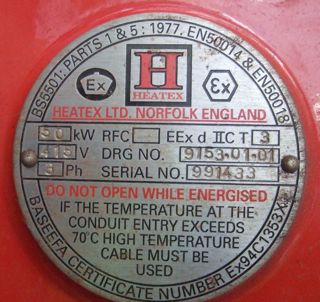 BS5501: PARTS 1 & 5: 1977. EN50014 & EN50018
Ex
H
HEATEX
εx
HEATEX LTD. NORFOLK ENGLAND
50 kW RFC EEx d IIC T 3
415 V DRG NO. 9153-01-01
3 Ph SERIAL NO. 991433
DO NOT OPEN WHILE ENERGISED
IF THE TEMPERATURE AT THE
CONDUIT ENTRY EXCEEDS
70°C HIGH TEMPERATURE
CABLE MUST BE
USED
BASEEFA CERTIFICATE NUMBER Ex94C1353X